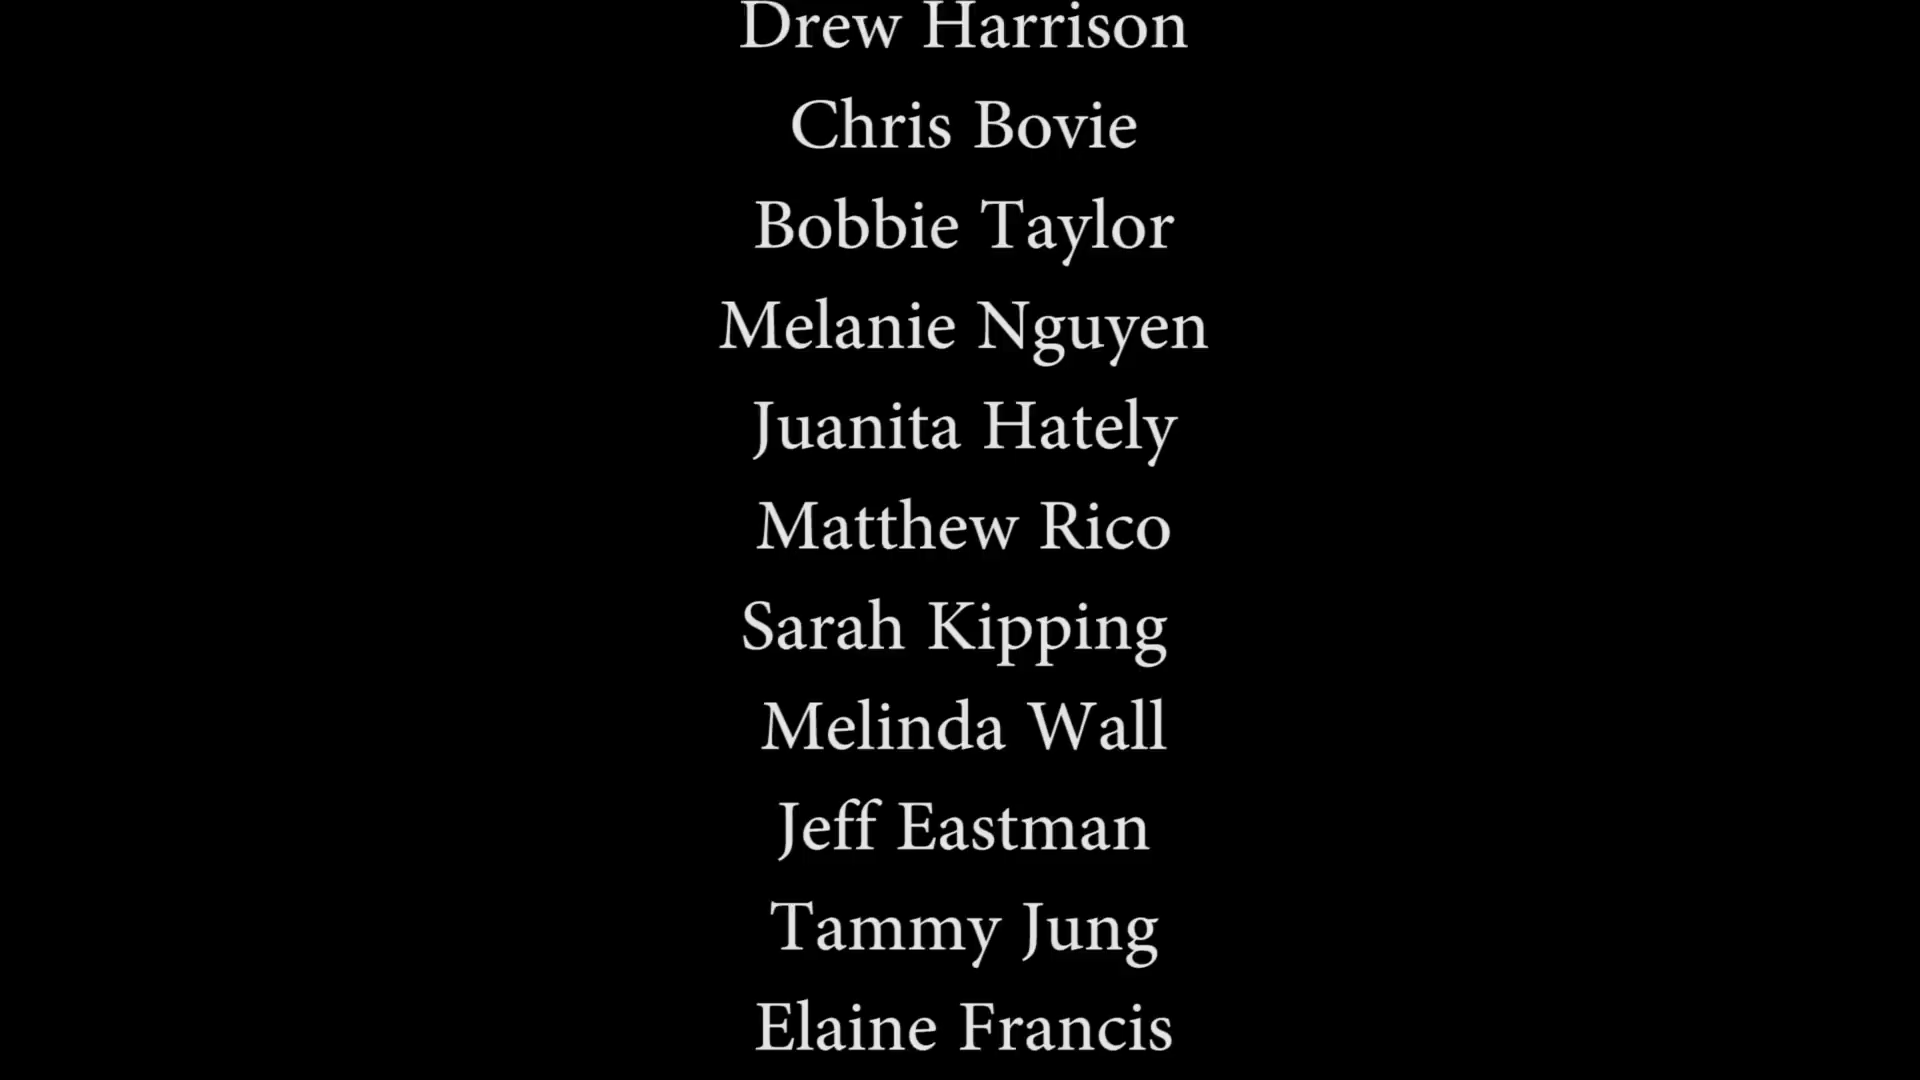 Drew Harrison
Chris Bovie
Bobbie Taylor
Melanie Nguyen
Juanita Hately
Matthew Rico
Sarah Kipping
Melinda Wall
Jeff Eastman
Tammy Jung
Elaine Francis